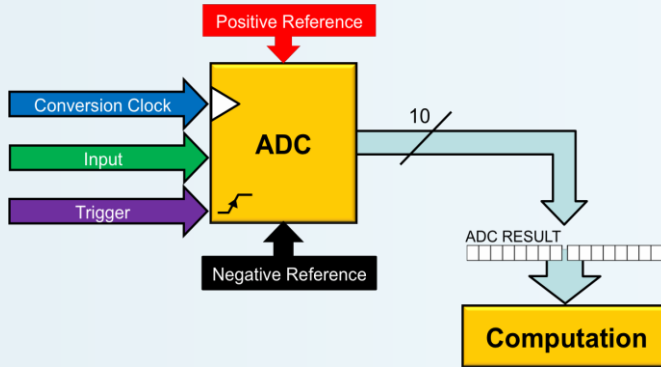 Positive Reference
Conversion Clock
10
ADC
Input
Trigger
ADC RESULT
Negative Reference
Computation